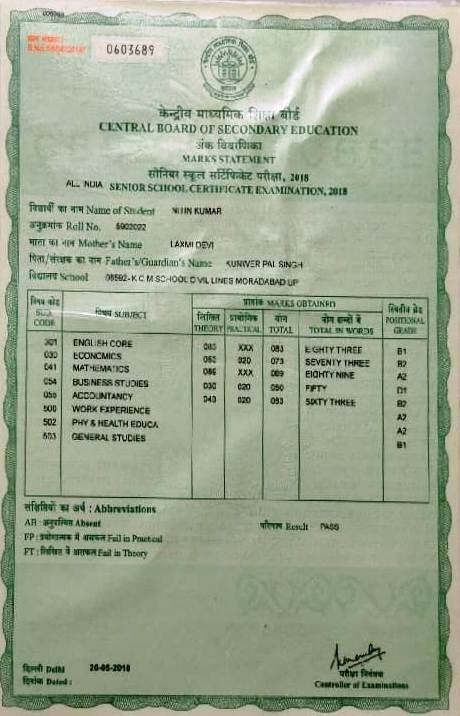 0603689
केन्द्रीय माध्यमिक शिक्षा बोर्ड
CENTRAL BOARD OF SECONDARY EDUCATION
अंक विवरणिका
MARKS STATEMENT
सीनियर स्कूल सर्टिफिकेट परीक्षा, 2018
ALL INDIA SENIOR SCHOOL CERTIFICATE EXAMINATION, 2018
विद्यार्थी का नाम Name of Student NITIN KUMAR
अनुक्रमांक Roll No.
माता का नाम Mother's Name LAXMI DEVI
पिता/संरक्षक का नाम Father's/Guardian's Name KUNWER PAL SINGH
विद्यालय School K C M SCHOOL CIVIL LINES MORADABAD UP
विषय कोड SUB. CODE विषय SUBJECT प्राप्तांक MARKS OBTAINED स्थितीय ग्रेड POSITIONAL GRADE
लिखित THEORY प्रायोगिक PRACTICAL योग TOTAL योग शब्दों में TOTAL IN WORDS
301 ENGLISH CORE 083 XXX 083 EIGHTY THREE B1
030 ECONOMICS 020 073 SEVENTY THREE B2
041 MATHEMATICS XXX 089 EIGHTY NINE A2
054 BUSINESS STUDIES 030 020 050 FIFTY D1
055 ACCOUNTANCY 043 020 063 SIXTY THREE B2
500 WORK EXPERIENCE A2
502 PHY & HEALTH EDUCA A2
503 GENERAL STUDIES B1
संक्षिप्तियों का अर्थ : Abbreviations
AB : अनुपस्थित Absent परिणाम Result PASS
FP : प्रयोगात्मक में असफल Fail in Practical
FT : लिखित में असफल Fail in Theory
दिल्ली Delhi 26-05-2018
दिनांक Dated :
परीक्षा नियंत्रक
Controller of Examinations